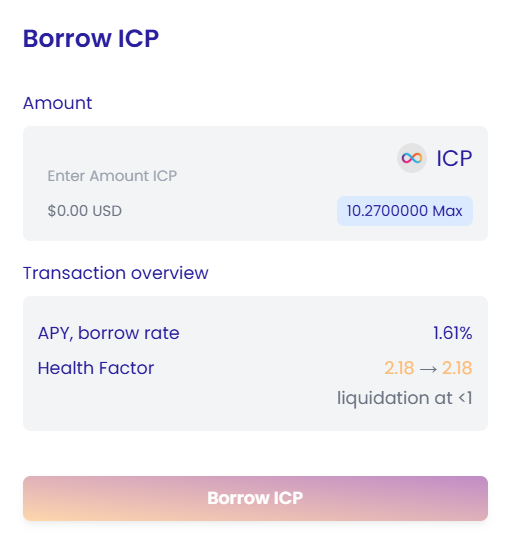 Borrow ICP
Amount
ICP
Enter Amount ICP
$0.00 USD
10.2700000 Max
Transaction overview
APY, borrow rate
1.61%
Health Factor
2.18 → 2.18
liquidation at <1
Borrow ICP